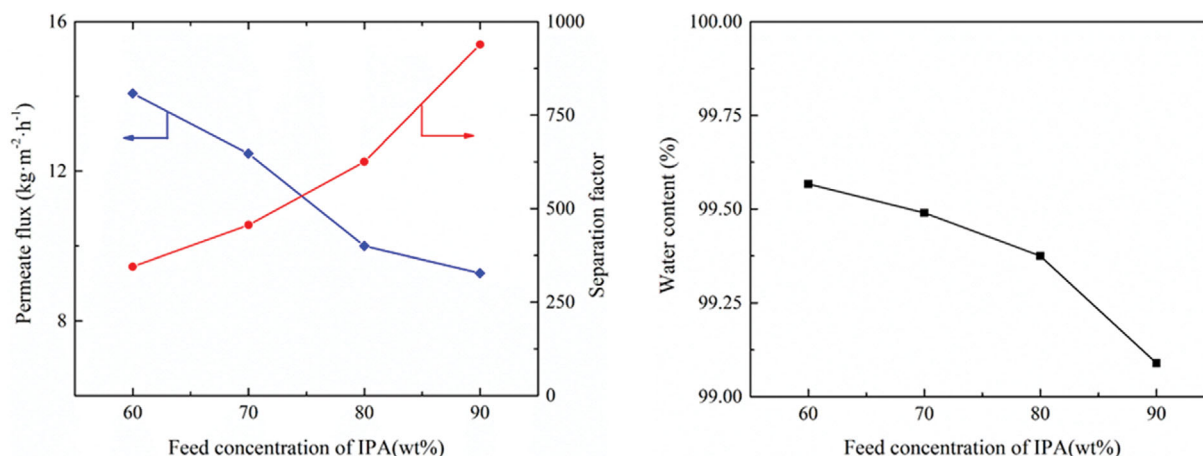 Permeate flux (kg·m⁻²·h⁻¹)
16
12
8
1000
750
500
250
0
Separation factor
60 70 80 90
Feed concentration of IPA(wt%)
Water content (%)
100.00
99.75
99.50
99.25
99.00
60 70 80 90
Feed concentration of IPA(wt%)